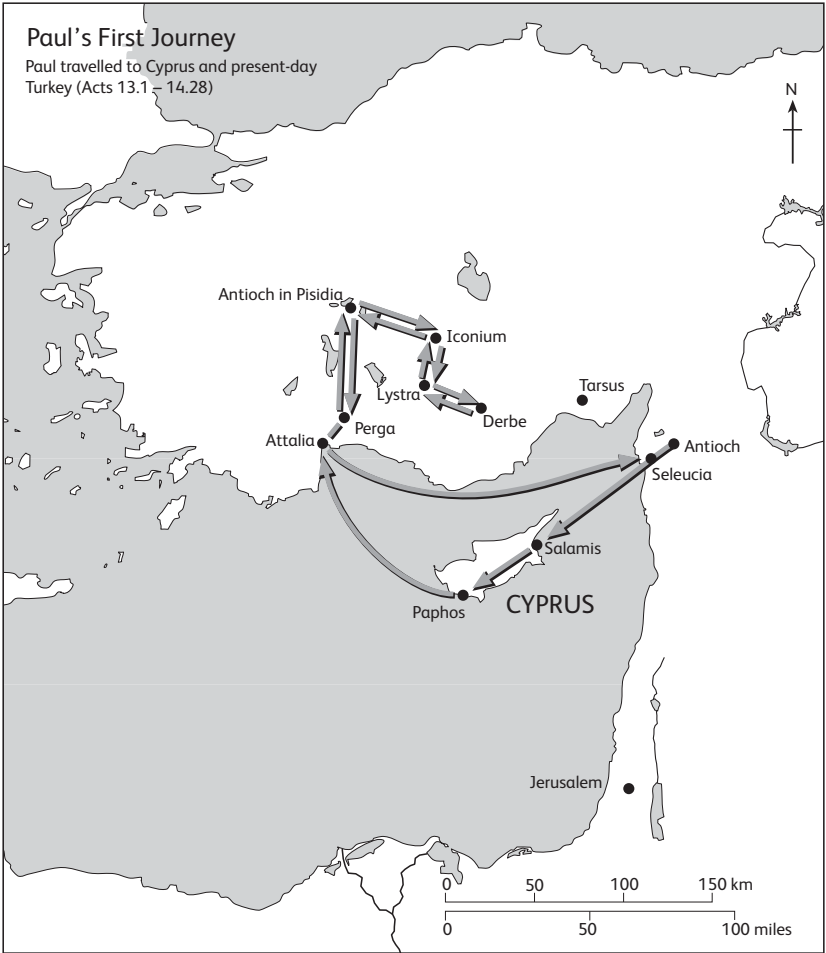 Paul's First Journey
Paul travelled to Cyprus and present-day
Turkey (Acts 13.1 – 14.28)
N
Antioch in Pisidia
Iconium
Lystra
Tarsus
Derbe
Perga
Attalia
Antioch
Seleucia
Salamis
CYPRUS
Paphos
Jerusalem
0 50 100 150 km
0 50 100 miles